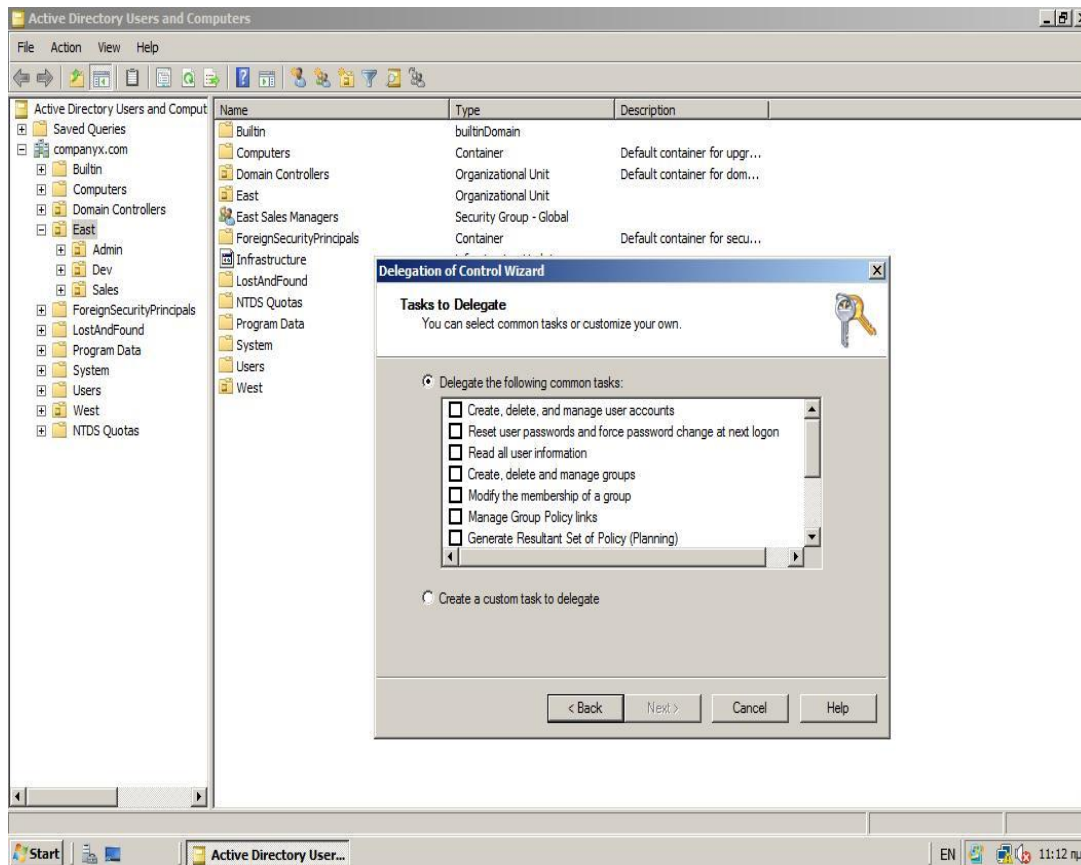 Active Directory Users and Computers
File Action View Help
Active Directory Users and Comput
Saved Queries
companyx.com
Builtin
Computers
Domain Controllers
East
Admin
Dev
Sales
ForeignSecurityPrincipals
LostAndFound
Program Data
System
Users
West
NTDS Quotas
Name Type Description
Builtin builtinDomain
Computers Container Default container for upgr...
Domain Controllers Organizational Unit Default container for dom...
East Organizational Unit
East Sales Managers Security Group - Global
ForeignSecurityPrincipals Container Default container for secu...
Infrastructure
LostAndFound
NTDS Quotas
Program Data
System
Users
West
Delegation of Control Wizard
Tasks to Delegate
You can select common tasks or customize your own.
Delegate the following common tasks:
Create, delete, and manage user accounts
Reset user passwords and force password change at next logon
Read all user information
Create, delete and manage groups
Modify the membership of a group
Manage Group Policy links
Generate Resultant Set of Policy (Planning)
Create a custom task to delegate
< Back Next > Cancel Help
Start Active Directory User... EN 11:12 πμ